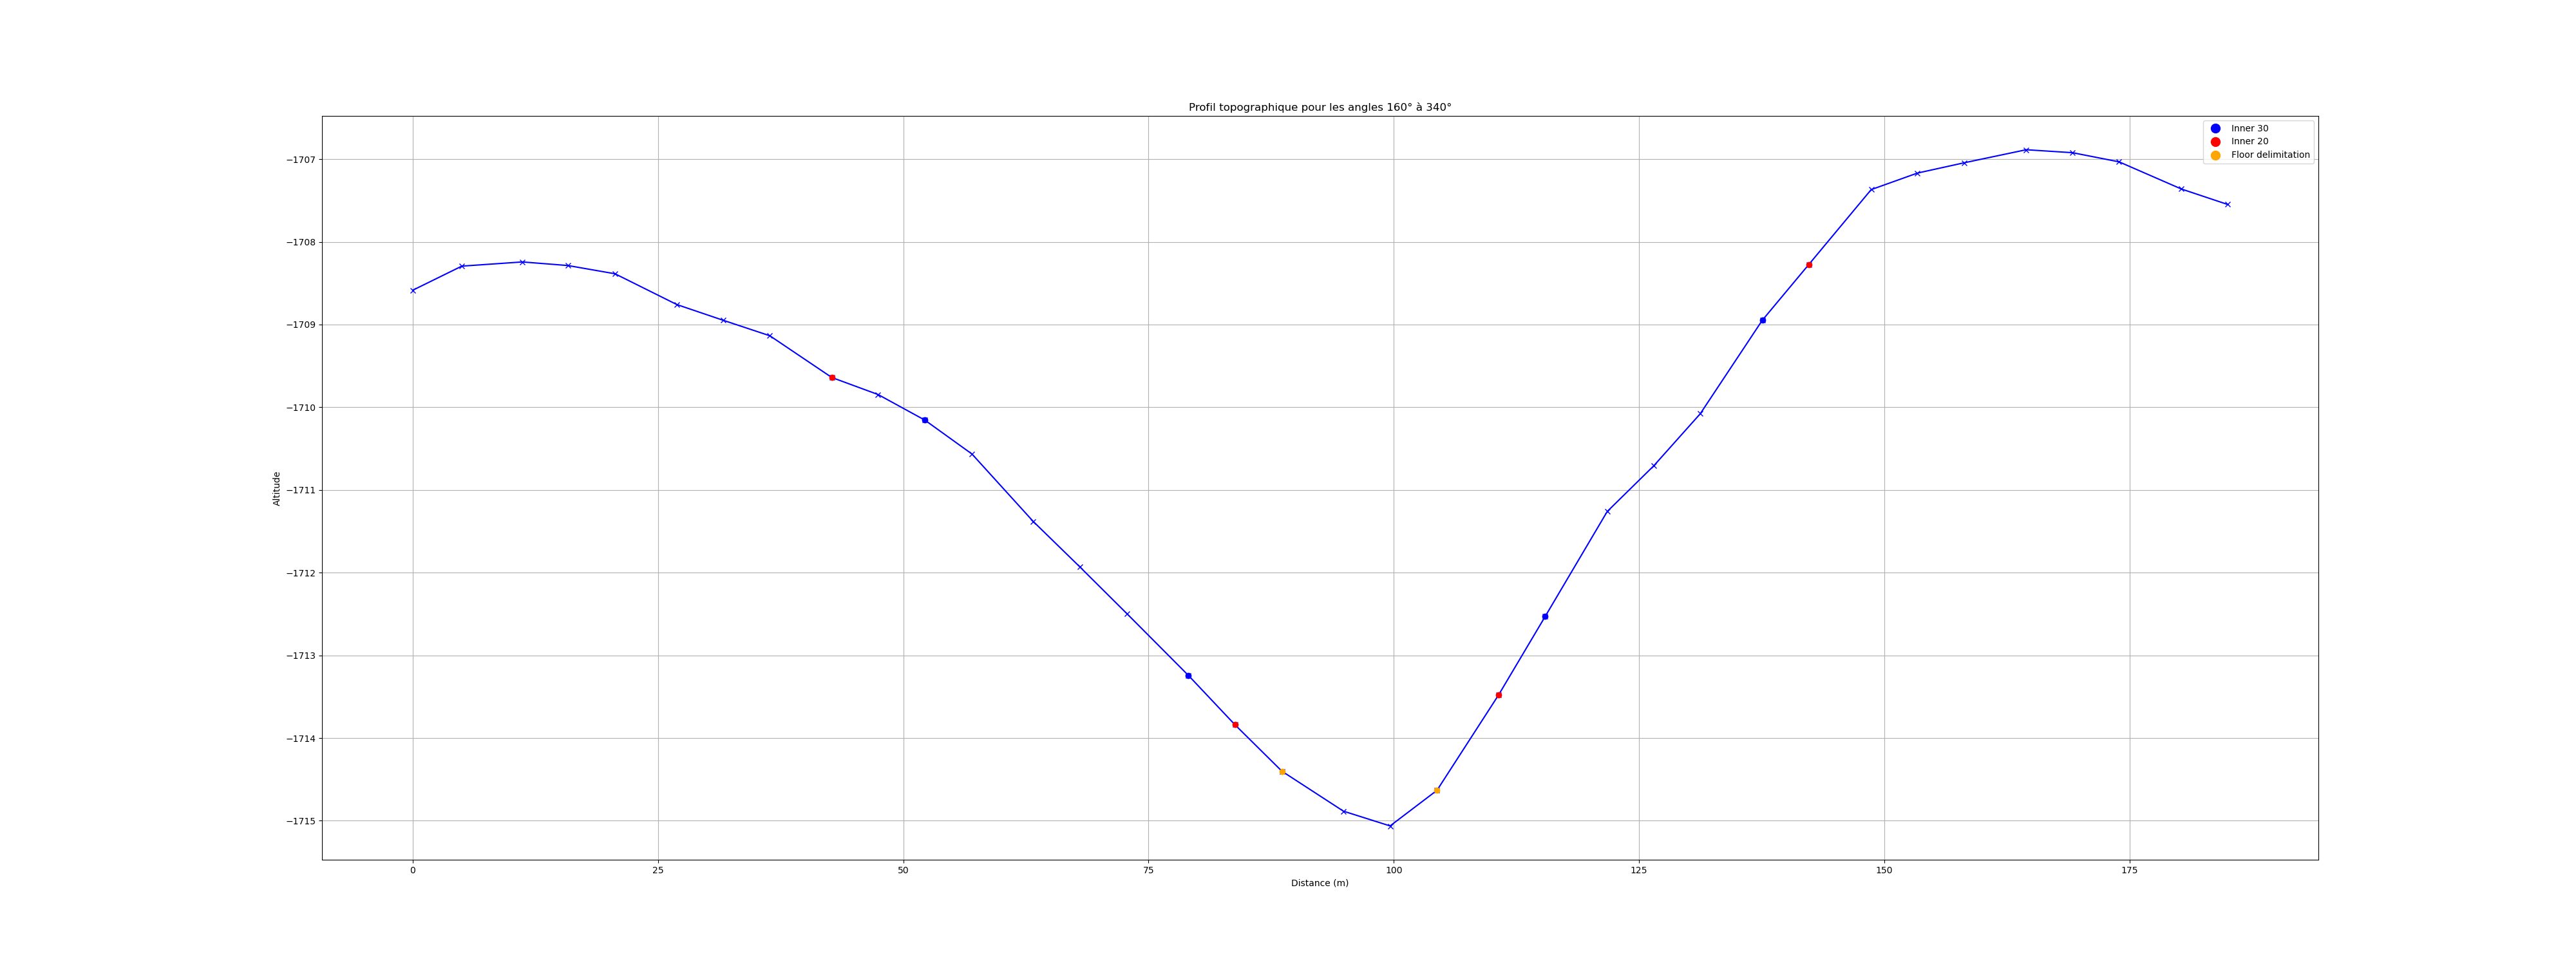 Profil topographique pour les angles 160° à 340°
Inner 30
Inner 20
Floor delimitation
Altitude
−1707
−1708
−1709
−1710
−1711
−1712
−1713
−1714
−1715
0 25 50 75 100 125 150 175
Distance (m)